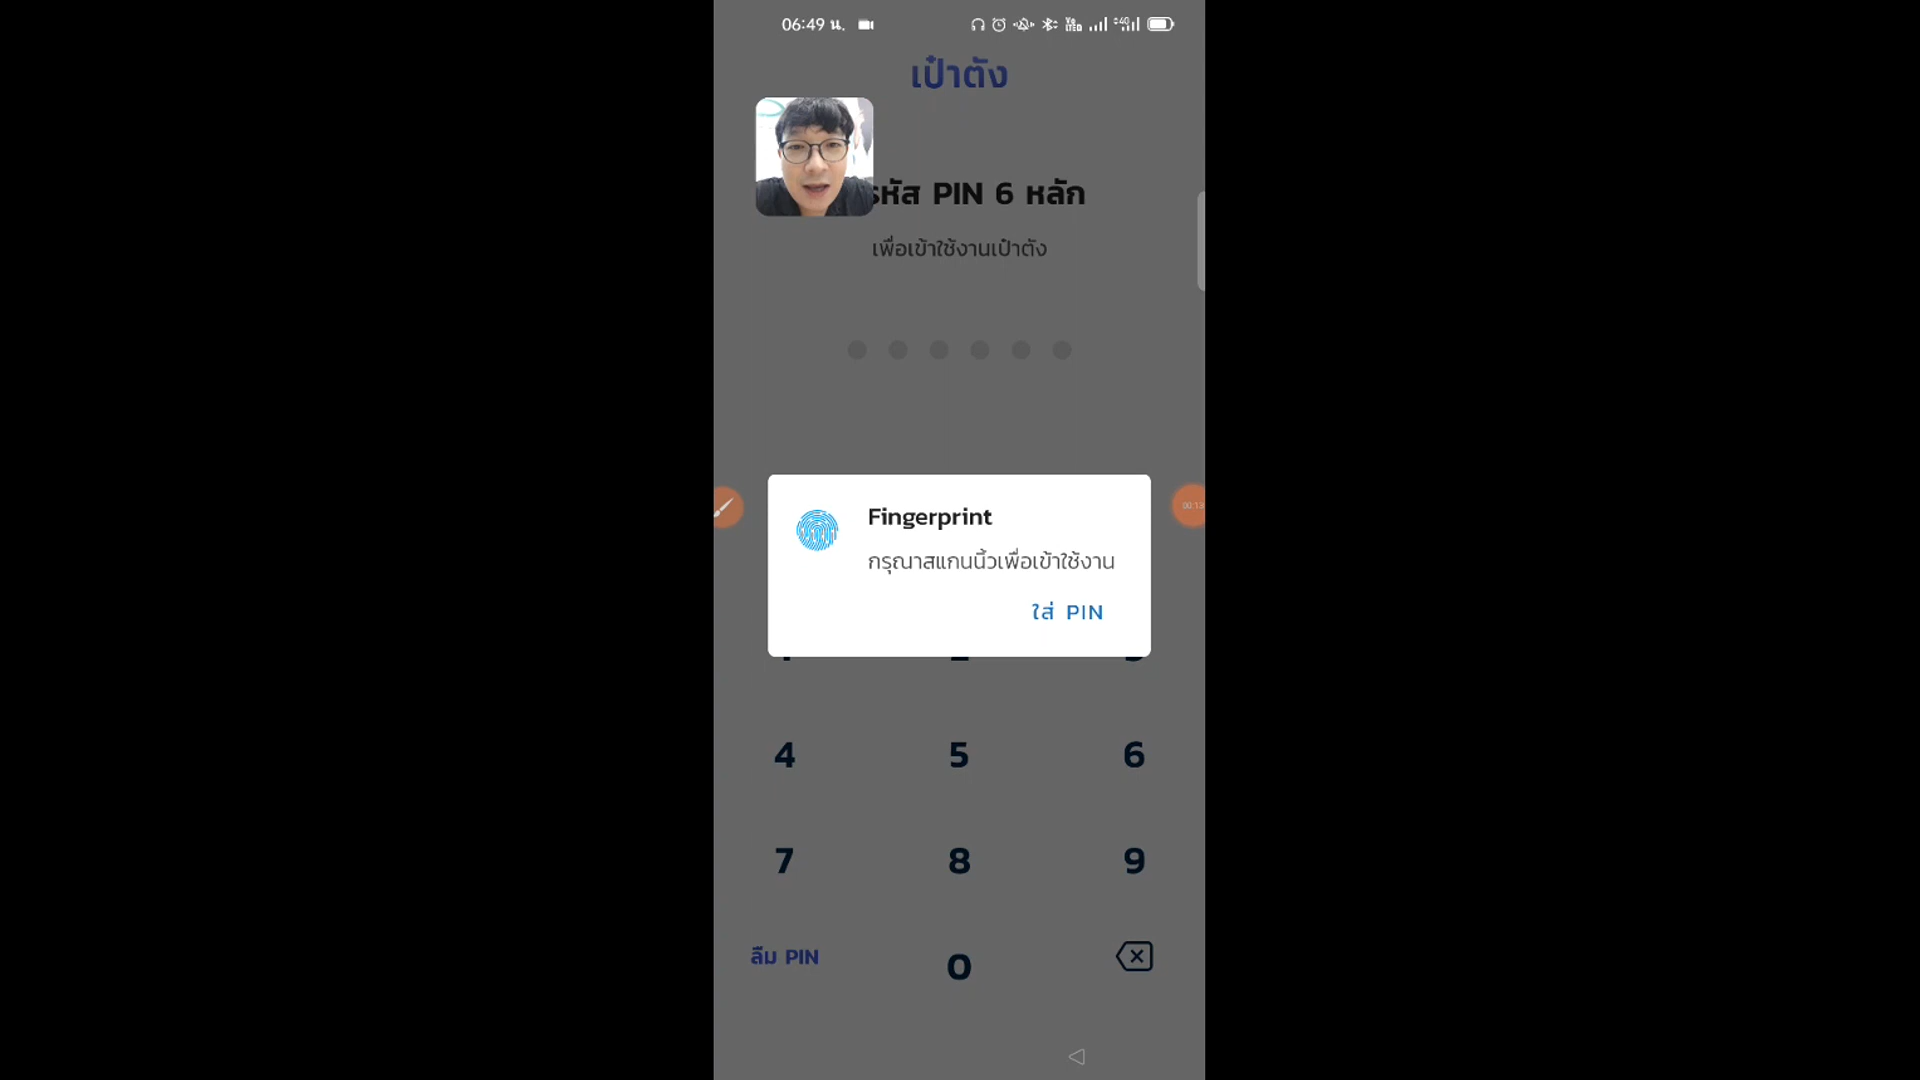 06:49 น.
เป๋าตัง
รหัส PIN 6 หลัก
เพื่อเข้าใช้งานเป๋าตัง
Fingerprint
กรุณาสแกนนิ้วเพื่อเข้าใช้งาน
ใส่ PIN
4 5 6
7 8 9
ลืม PIN 0